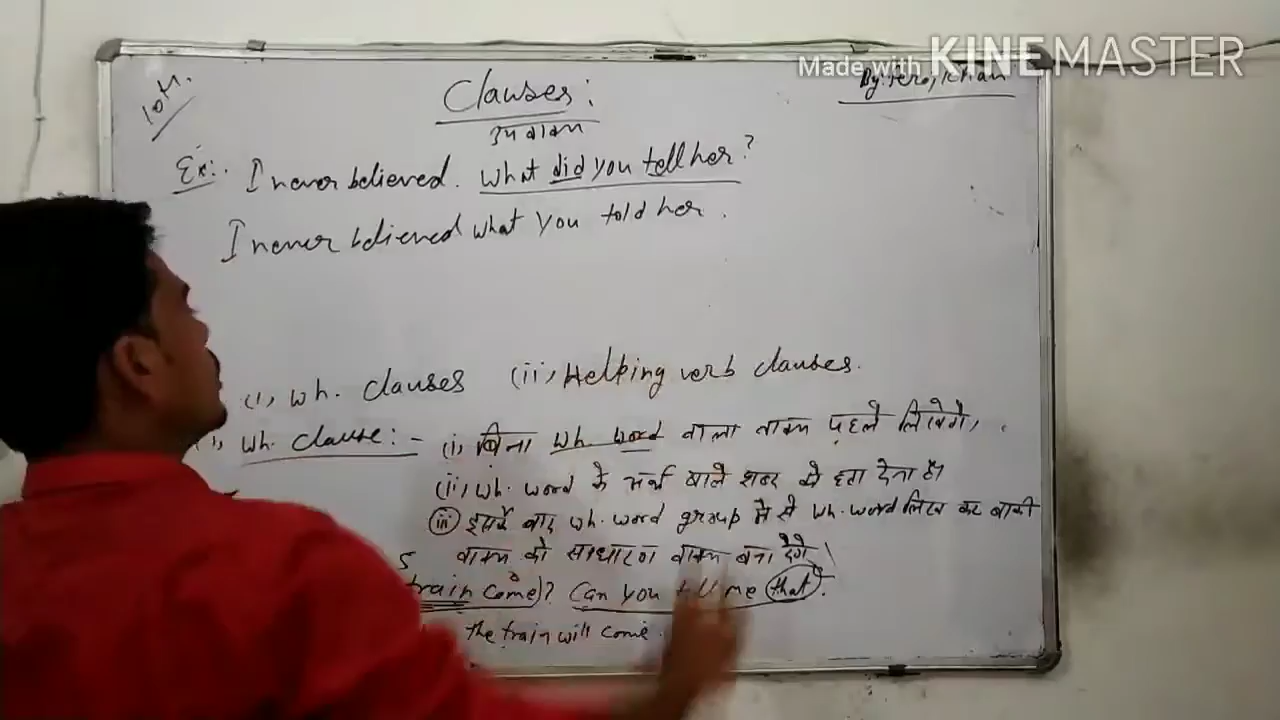 Made with KINEMASTER
10th.
Clauses:
By: Feroj Khan
उपवाक्य
Ex:. I never believed. What did you tell her?
I never believed what you told her.
(i) wh. clauses (ii) Helping verb clauses.
wh. clause:- (i) बिना wh. word वाला वाक्य पहले लिखेगे,
(ii) wh. word के अर्थ वाले शब्द को हटा देना है।
(iii) इसके बाद wh. word group मे से wh. word लिख कर बाकी
वाक्य को साधारण वाक्य बना देंगे
train come)? Can you tell me that.
the train will come.